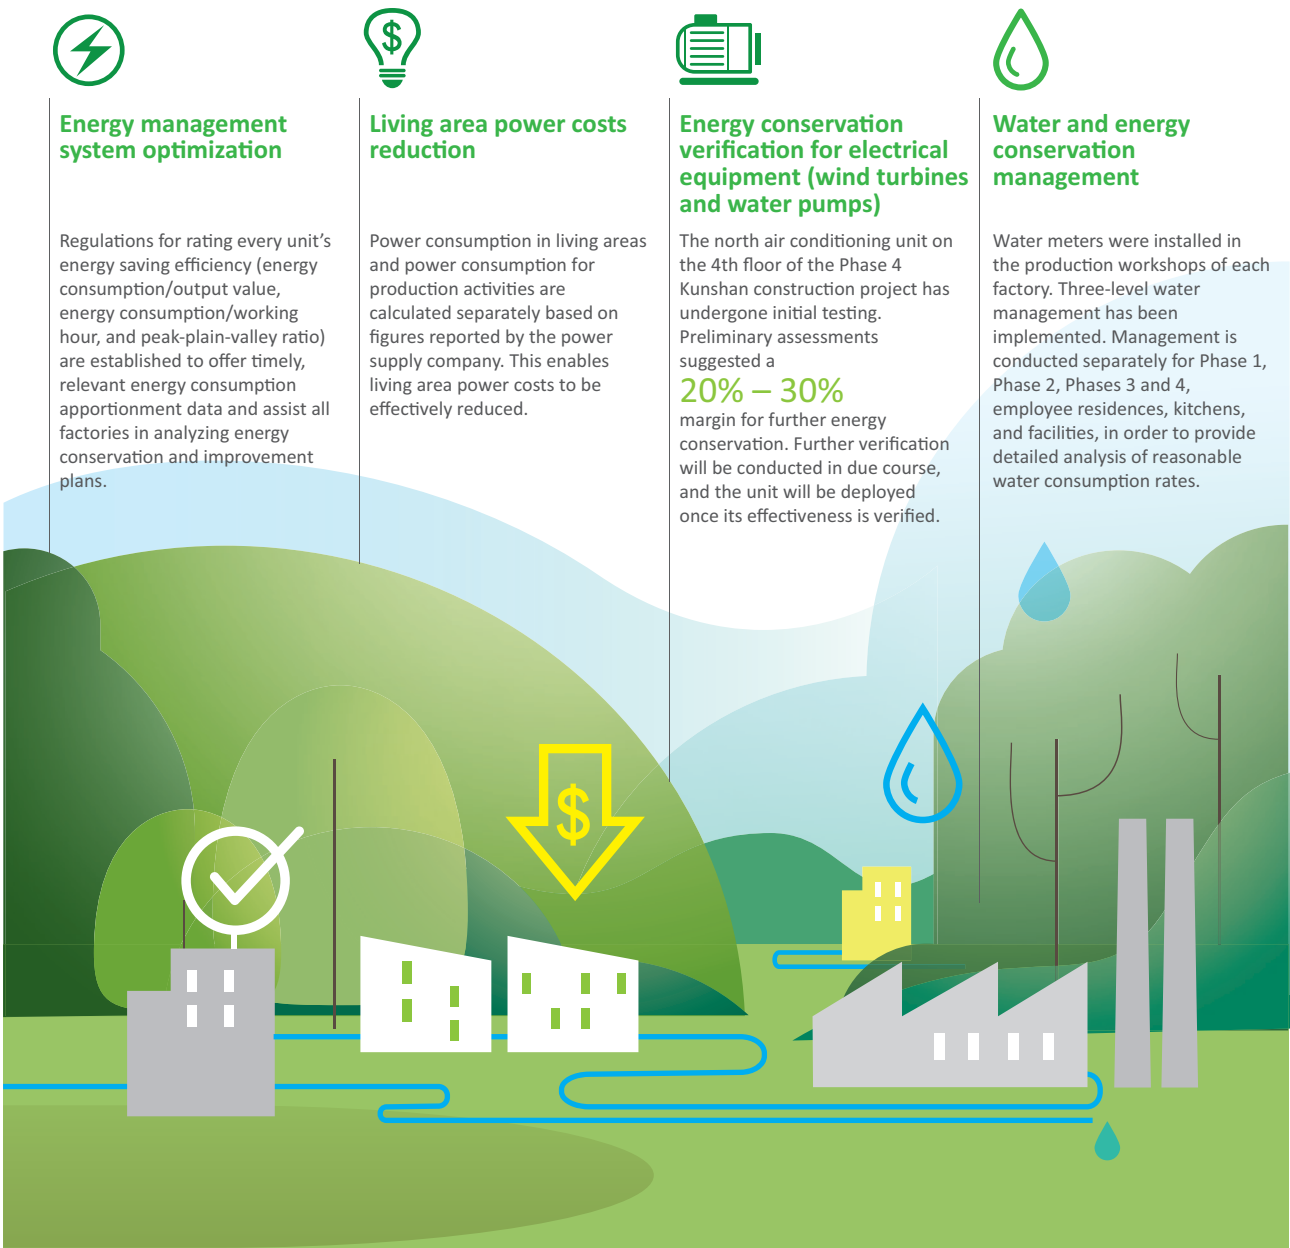 Energy management
system optimization
Regulations for rating every unit’s
energy saving efficiency (energy
consumption/output value,
energy consumption/working
hour, and peak-plain-valley ratio)
are established to offer timely,
relevant energy consumption
apportionment data and assist all
factories in analyzing energy
conservation and improvement
plans.
$
Living area power costs
reduction
Power consumption in living areas
and power consumption for
production activities are
calculated separately based on
figures reported by the power
supply company. This enables
living area power costs to be
effectively reduced.
Energy conservation
verification for electrical
equipment (wind turbines
and water pumps)
The north air conditioning unit on
the 4th floor of the Phase 4
Kunshan construction project has
undergone initial testing.
Preliminary assessments
suggested a
20% – 30%
margin for further energy
conservation. Further verification
will be conducted in due course,
and the unit will be deployed
once its effectiveness is verified.
Water and energy
conservation
management
Water meters were installed in
the production workshops of each
factory. Three-level water
management has been
implemented. Management is
conducted separately for Phase 1,
Phase 2, Phases 3 and 4,
employee residences, kitchens,
and facilities, in order to provide
detailed analysis of reasonable
water consumption rates.
$